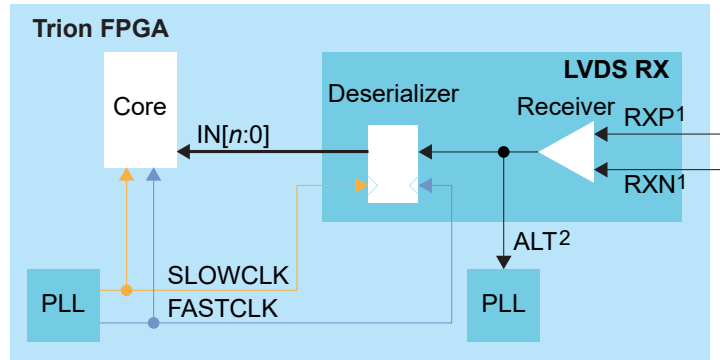 Trion FPGA
LVDS RX
Core
Deserializer
Receiver
RXP1
IN[n:0]
RXN1
ALT2
SLOWCLK
PLL
FASTCLK
PLL